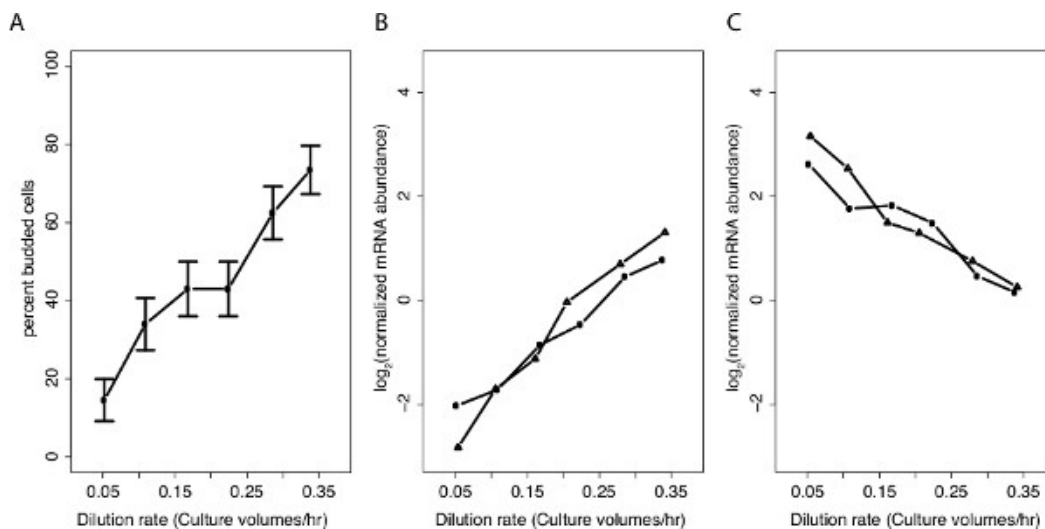 A
B
C
percent budded cells
100
80
60
40
20
0
0.05 0.15 0.25 0.35
Dilution rate (Culture volumes/hr)
log₂(normalized mRNA abundance)
4
2
0
−2
0.05 0.15 0.25 0.35
Dilution rate (Culture volumes/hr)
log₂(normalized mRNA abundance)
4
2
0
−2
0.05 0.15 0.25 0.35
Dilution rate (Culture volumes/hr)